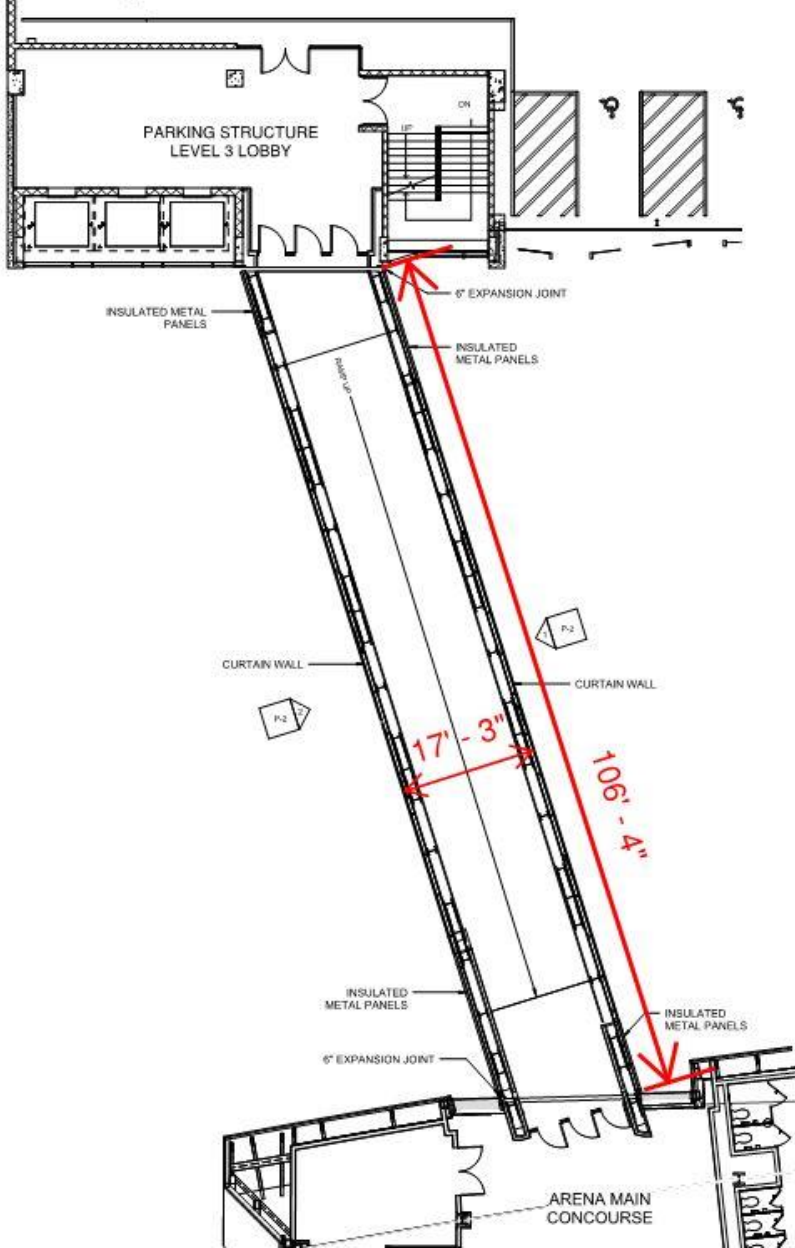 DN
UP
PARKING STRUCTURE
LEVEL 3 LOBBY
6" EXPANSION JOINT
INSULATED METAL
PANELS
INSULATED
METAL PANELS
RAMP UP
1
P-2
CURTAIN WALL
CURTAIN WALL
P-2
2
17' - 3"
106' - 4"
INSULATED
METAL PANELS
INSULATED
METAL PANELS
6" EXPANSION JOINT
ARENA MAIN
CONCOURSE